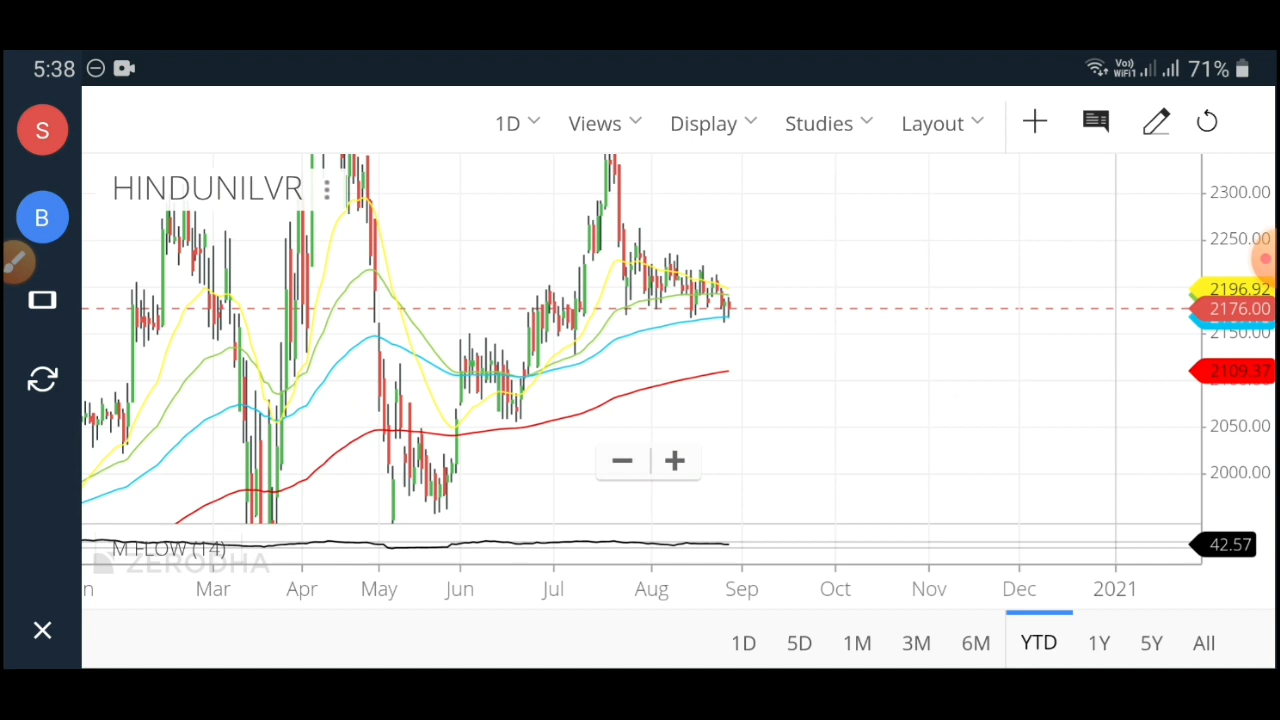 5:38 Vo)) WiFi1 71%
S
B
1D Views Display Studies Layout
HINDUNILVR
2300.00
2250.00
2196.92
2176.00
2150.00
2109.37
2050.00
2000.00
M FLOW (14)
42.57
ZERODHA
Mar Apr May Jun Jul Aug Sep Oct Nov Dec 2021
1D 5D 1M 3M 6M YTD 1Y 5Y All